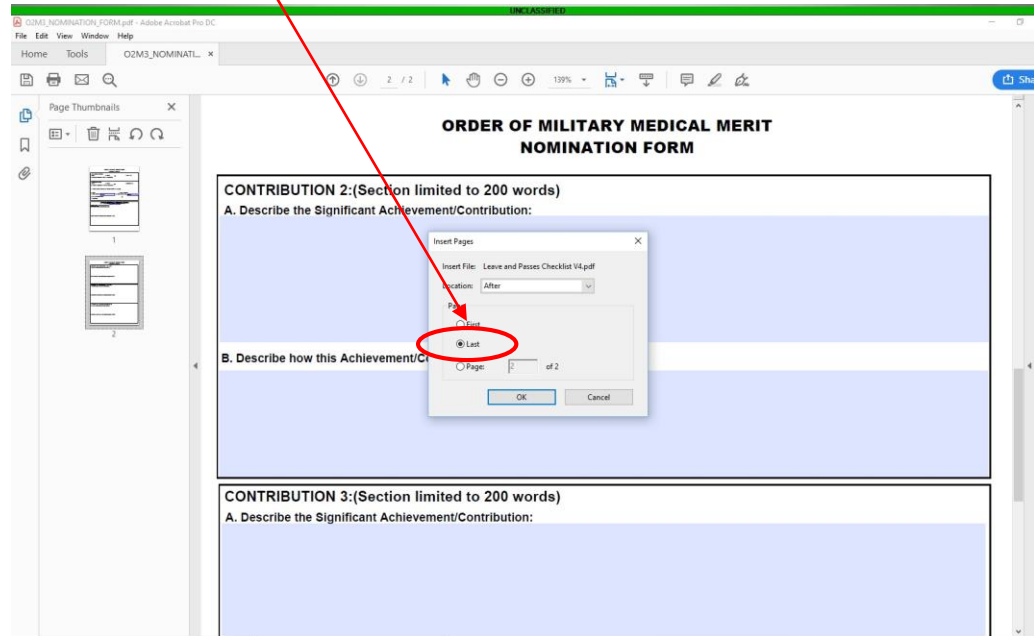 UNCLASSIFIED
O2M3_NOMINATION_FORM.pdf - Adobe Acrobat Pro DC
File Edit View Window Help
Home Tools O2M3_NOMINATI... ×
2 / 2 139%
Page Thumbnails ×
1
2
ORDER OF MILITARY MEDICAL MERIT
NOMINATION FORM
CONTRIBUTION 2:(Section limited to 200 words)
A. Describe the Significant Achievement/Contribution:
Insert Pages
Insert File: Leave and Passes Checklist V4.pdf
Location: After
First
Last
Page: 2 of 2
OK Cancel
B. Describe how this
CONTRIBUTION 3:(Section limited to 200 words)
A. Describe the Significant Achievement/Contribution: